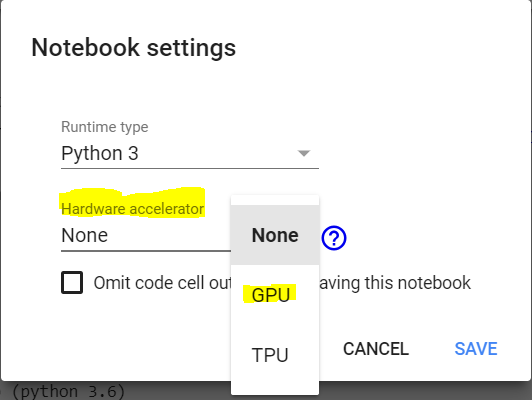 Notebook settings
Runtime type
Python 3
Hardware accelerator
None
None
Omit code cell out
aving this notebook
GPU
TPU
CANCEL
SAVE
(python 3.6)